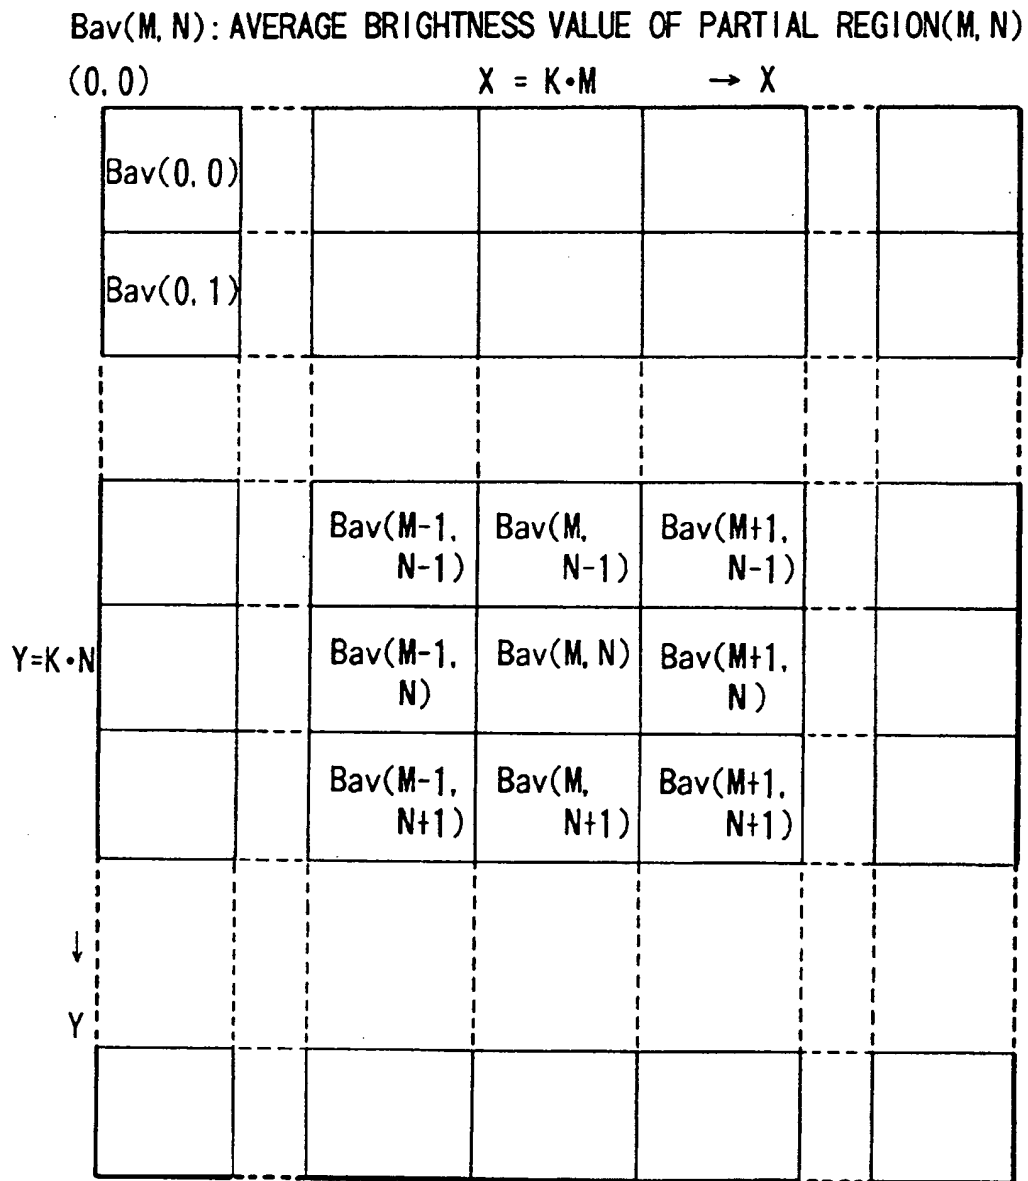 Bav(M, N): AVERAGE BRIGHTNESS VALUE OF PARTIAL REGION(M, N)
(0, 0) X = K•M → X
Bav(0, 0)
Bav(0, 1)
Bav(M-1, Bav(M, Bav(M+1,
N-1) N-1) N-1)
Y=K•N Bav(M-1, Bav(M, N) Bav(M+1,
N) N)
Bav(M-1, Bav(M, Bav(M+1,
N+1) N+1) N+1)
↓
Y